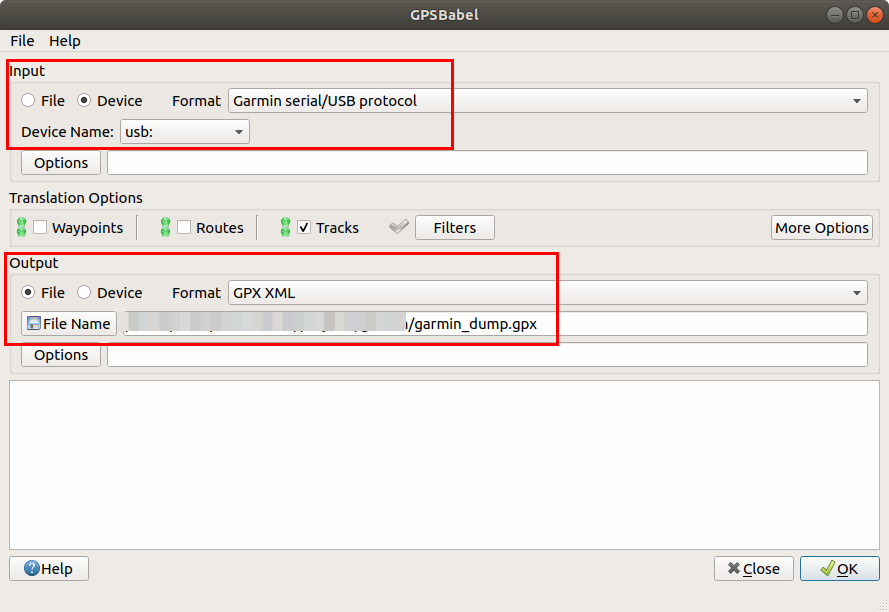 GPSBabel
File Help
Input
File Device Format Garmin serial/USB protocol
Device Name: usb:
Options
Translation Options
Waypoints Routes Tracks Filters More Options
Output
File Device Format GPX XML
File Name /garmin_dump.gpx
Options
Help Close OK